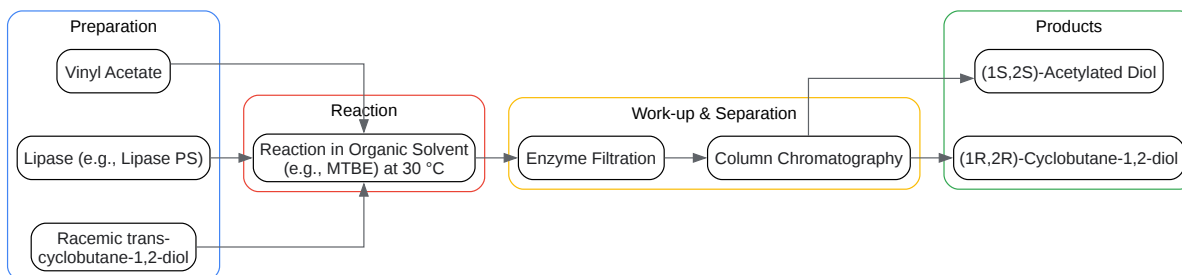 Preparation
Vinyl Acetate
Lipase (e.g., Lipase PS)
Racemic trans-
cyclobutane-1,2-diol
Reaction
Reaction in Organic Solvent
(e.g., MTBE) at 30 °C
Work-up & Separation
Enzyme Filtration
Column Chromatography
Products
(1S,2S)-Acetylated Diol
(1R,2R)-Cyclobutane-1,2-diol